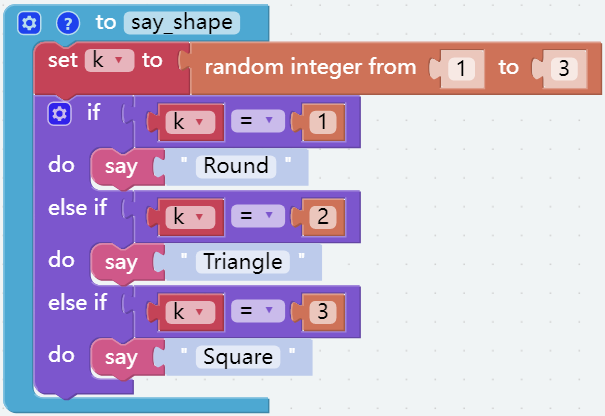 ? to say_shape
set k ▾ to random integer from 1 to 3
if k ▾ = ▾ 1
do say " Round "
else if k ▾ = ▾ 2
do say " Triangle "
else if k ▾ = ▾ 3
do say " Square "